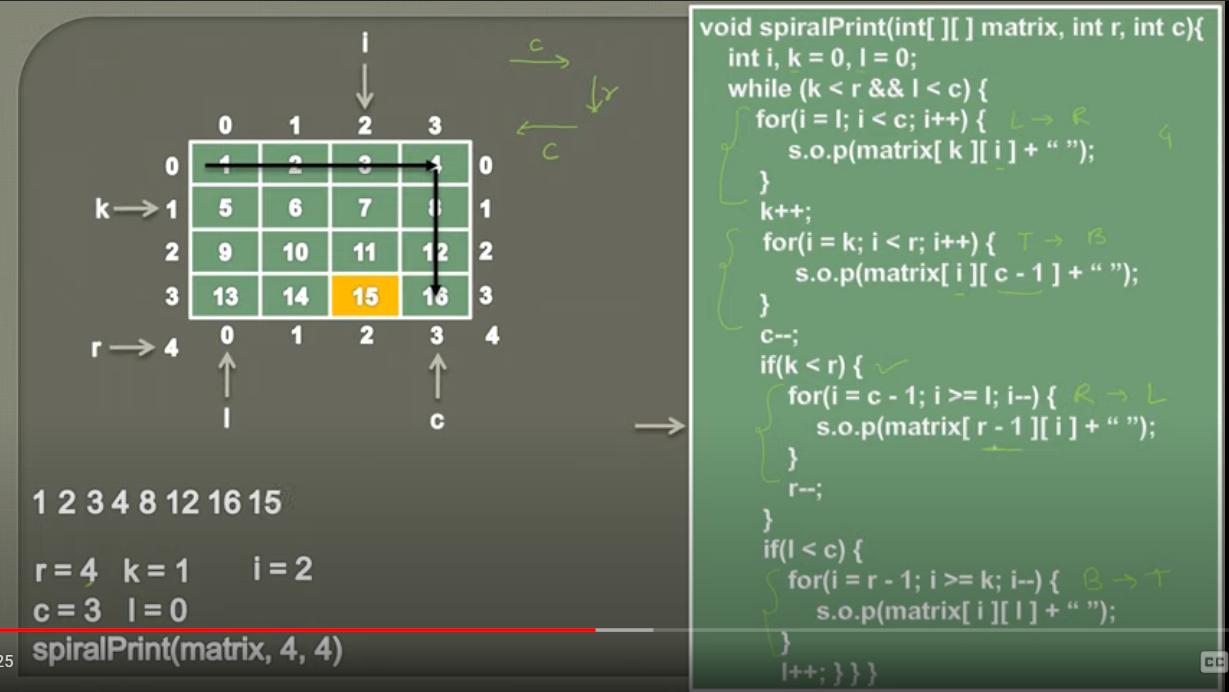 i
0 1 2 3
0 1 2 3 4 0
k 1 5 6 7 8 1
2 9 10 11 12 2
3 13 14 15 16 3
0 1 2 3 4
r 4
l c
1 2 3 4 8 12 16 15
r = 4 k = 1 i = 2
c = 3 l = 0
spiralPrint(matrix, 4, 4)
25
c
r
c
void spiralPrint(int[ ][ ] matrix, int r, int c){
int i, k = 0, l = 0;
while (k < r && l < c) {
for(i = l; i < c; i++) { L → R
s.o.p(matrix[ k ][ i ] + “ ”);
}
k++;
for(i = k; i < r; i++) { T → B
s.o.p(matrix[ i ][ c - 1 ] + “ ”);
}
c--;
if(k < r) {
for(i = c - 1; i >= l; i--) { R → L
s.o.p(matrix[ r - 1 ][ i ] + “ ”);
}
r--;
}
if(l < c) {
for(i = r - 1; i >= k; i--) { B → T
s.o.p(matrix[ i ][ l ] + “ ”);
}
l++; } } }
CC